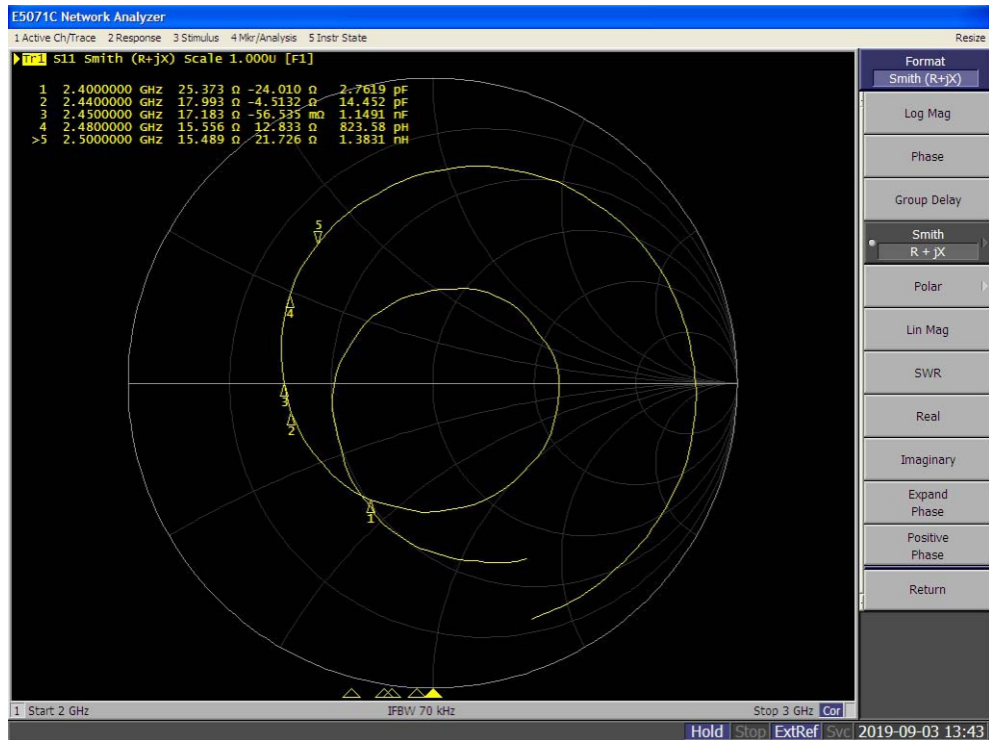 E5071C Network Analyzer
1 Active Ch/Trace 2 Response 3 Stimulus 4 Mkr/Analysis 5 Instr State Resize
Tr1 S11 Smith (R+jX) Scale 1.000U [F1]
1 2.4000000 GHz 25.373 Ω -24.010 Ω 2.7619 pF
2 2.4400000 GHz 17.993 Ω -4.5132 Ω 14.452 pF
3 2.4500000 GHz 17.183 Ω -56.535 mΩ 1.1491 nF
4 2.4800000 GHz 15.556 Ω 12.833 Ω 823.58 pH
>5 2.5000000 GHz 15.489 Ω 21.726 Ω 1.3831 nH
5
4
3
2
1
Format
Smith (R+jX)
Log Mag
Phase
Group Delay
Smith
R + jX
Polar
Lin Mag
SWR
Real
Imaginary
Expand
Phase
Positive
Phase
Return
1 Start 2 GHz IFBW 70 kHz Stop 3 GHz Cor
Hold Stop ExtRef Svc 2019-09-03 13:43